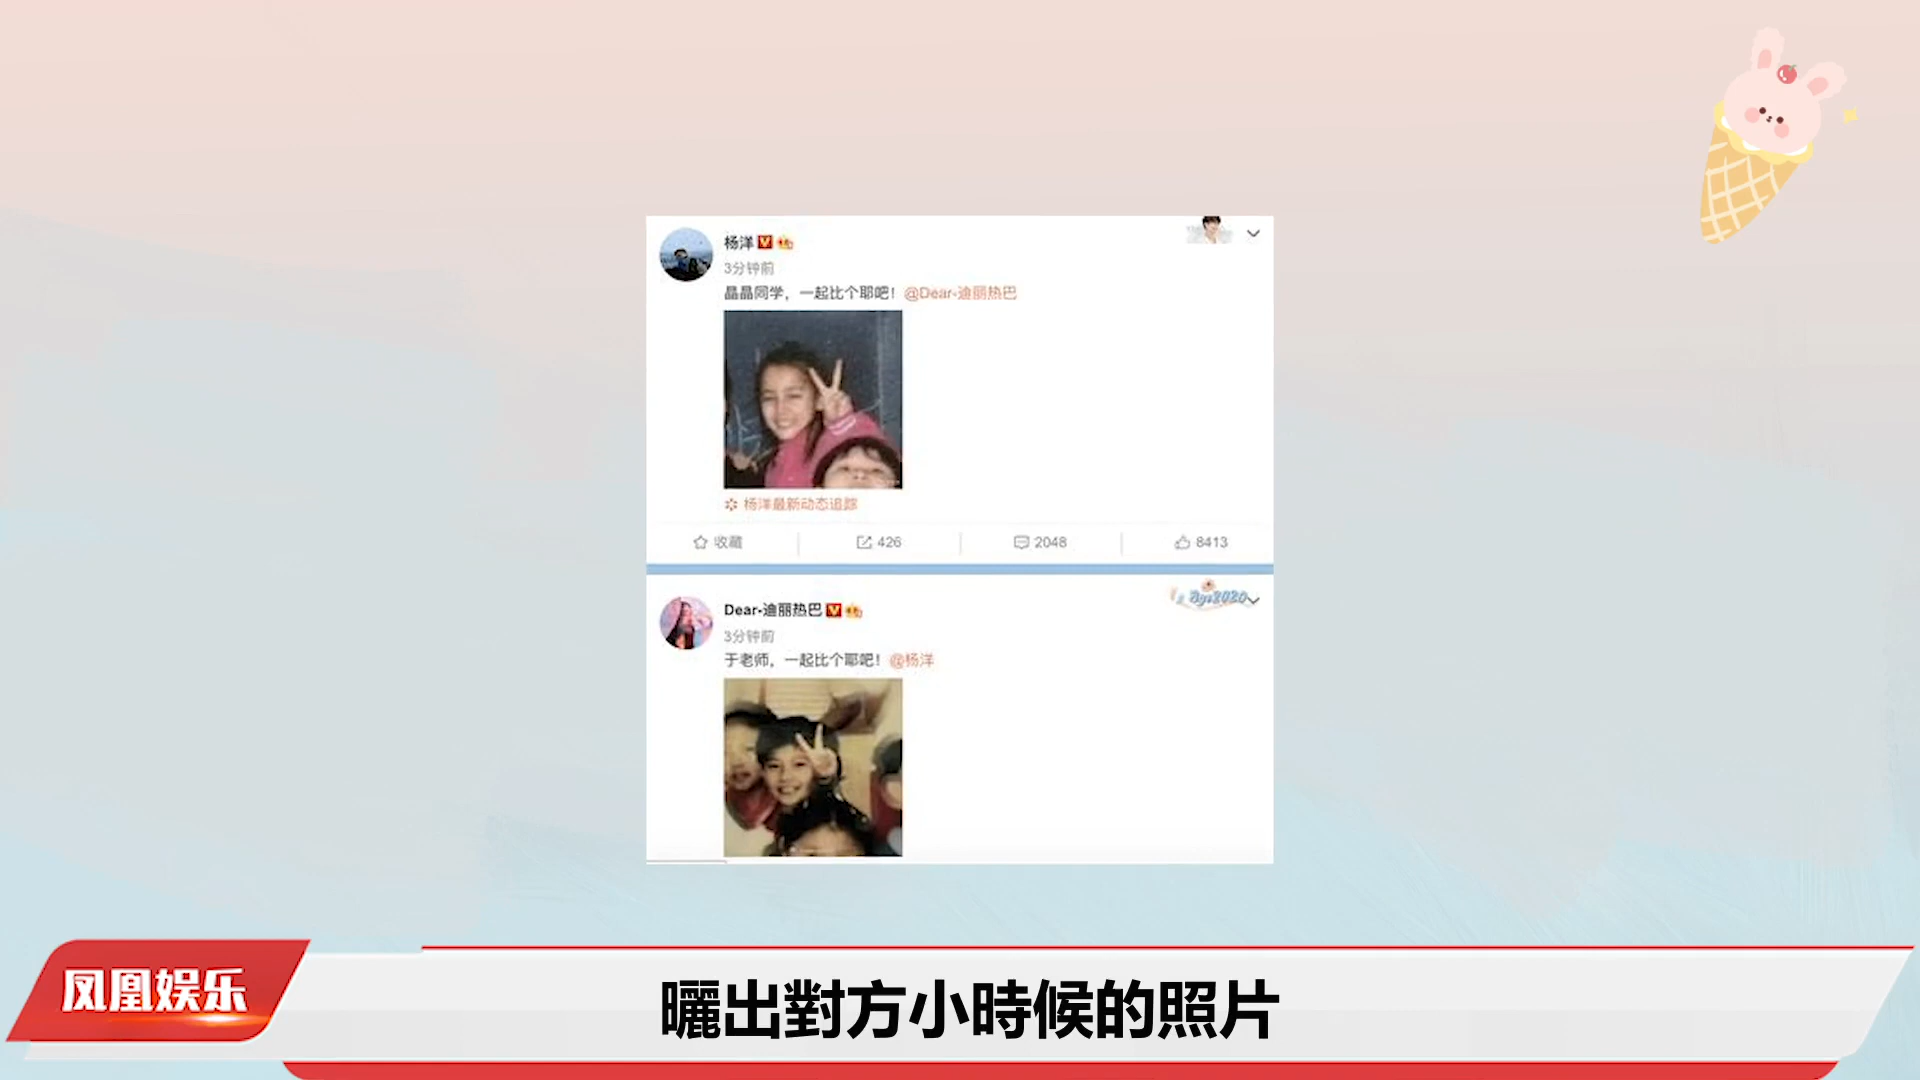 杨洋
3分钟前
晶晶同学，一起比个耶吧！@Dear-迪丽热巴
杨洋最新动态追踪
收藏 426 2048 8413
Bye2020
Dear-迪丽热巴
3分钟前
于老师，一起比个耶吧！@杨洋
凤凰娱乐
曬出對方小時候的照片